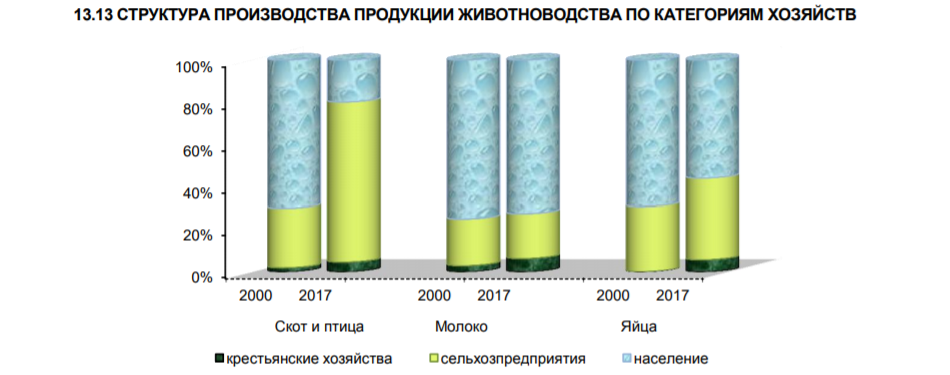 13.13 СТРУКТУРА ПРОИЗВОДСТВА ПРОДУКЦИИ ЖИВОТНОВОДСТВА ПО КАТЕГОРИЯМ ХОЗЯЙСТВ
100%
80%
60%
40%
20%
0%
2000 2017 2000 2017 2000 2017
Скот и птица Молоко Яйца
крестьянские хозяйства сельхозпредприятия население